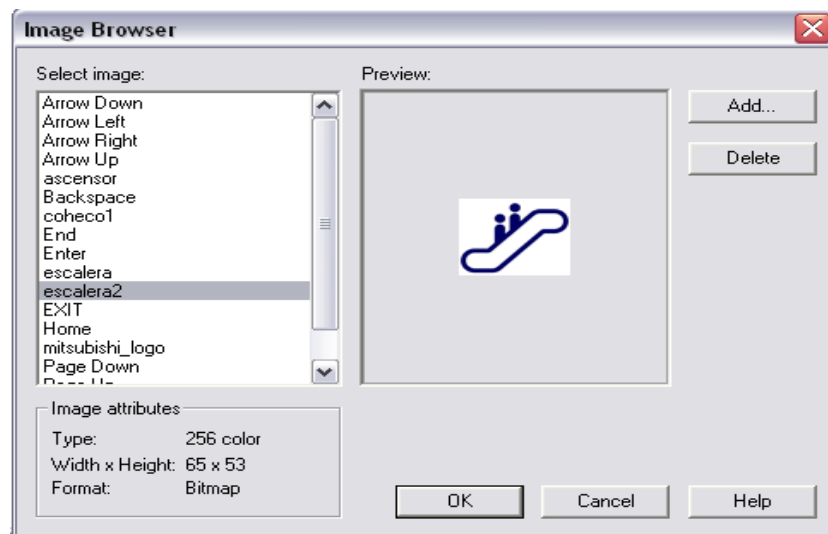 Image Browser
Select image:
Preview:
Arrow Down
Arrow Left
Arrow Right
Arrow Up
ascensor
Backspace
coheco1
End
Enter
escalera
escalera2
EXIT
Home
mitsubishi_logo
Page Down
Add...
Delete
Image attributes
Type: 256 color
Width x Height: 65 x 53
Format: Bitmap
OK
Cancel
Help